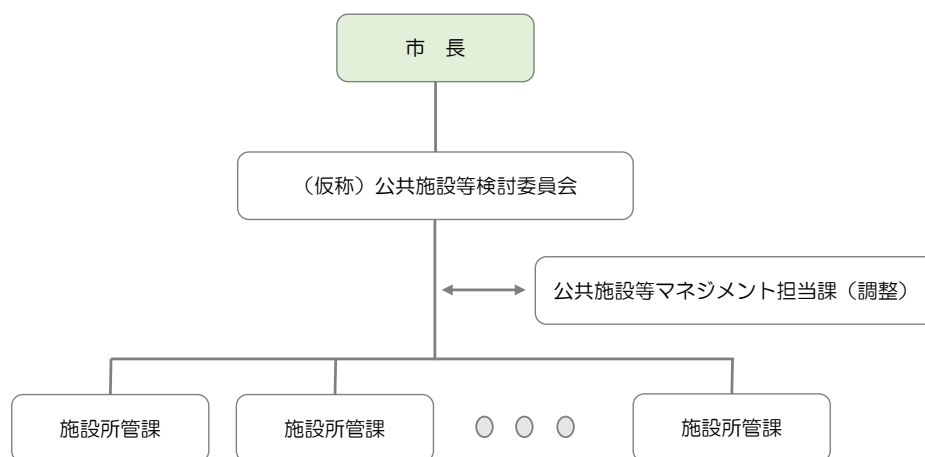 市　長
（仮称）公共施設等検討委員会
公共施設等マネジメント担当課（調整）
施設所管課
施設所管課
施設所管課